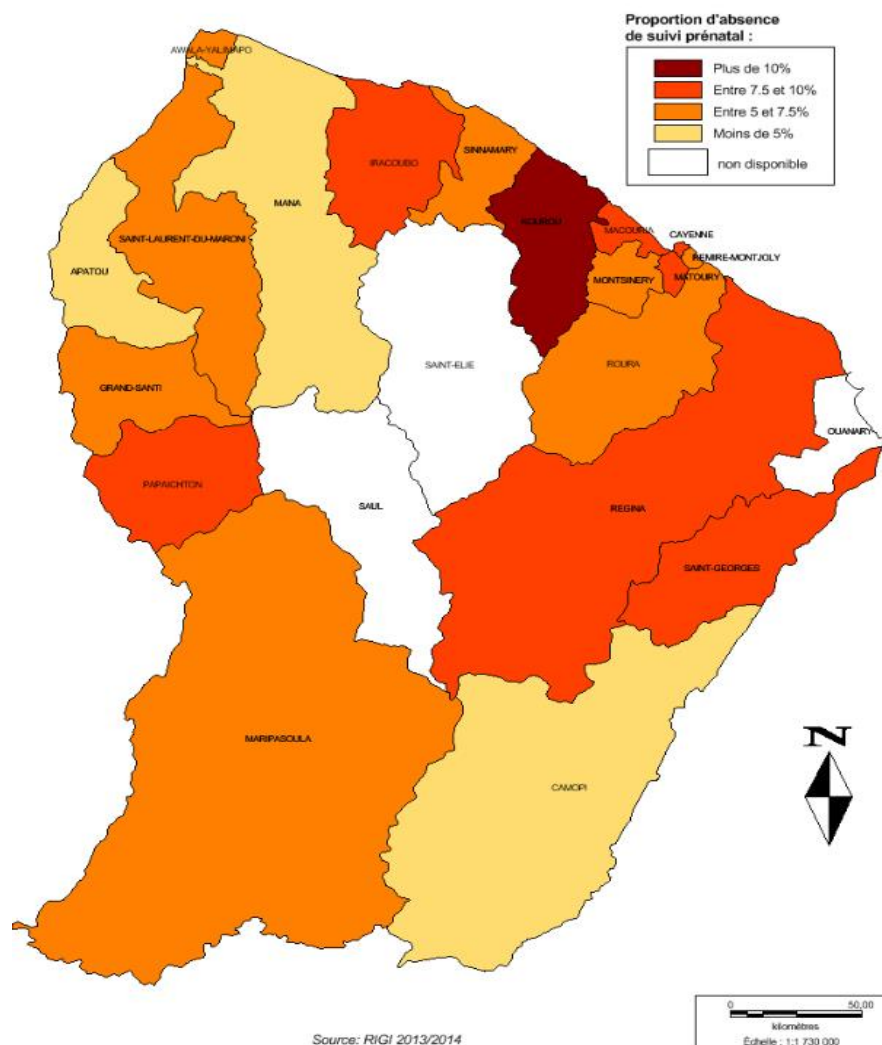 Proportion d'absence
de suivi prénatal :
Plus de 10%
Entre 7.5 et 10%
Entre 5 et 7.5%
Moins de 5%
non disponible
AWALA-YALIMAPO
SINNAMARY
IRACOUBO
KOUROU
MANA
MACOURIA
CAYENNE
SAINT-LAURENT-DU-MARONI
REMIRE-MONTJOLY
APATOU
MONTSINERY
MATOURY
SAINT-ELIE
ROURA
GRAND-SANTI
OUANARY
PAPAICHTON
SAUL
REGINA
SAINT-GEORGES
MARIPASOULA
N
CAMOPI
0 50,00
kilomètres
Échelle : 1:1 730 000
Source: RIGI 2013/2014